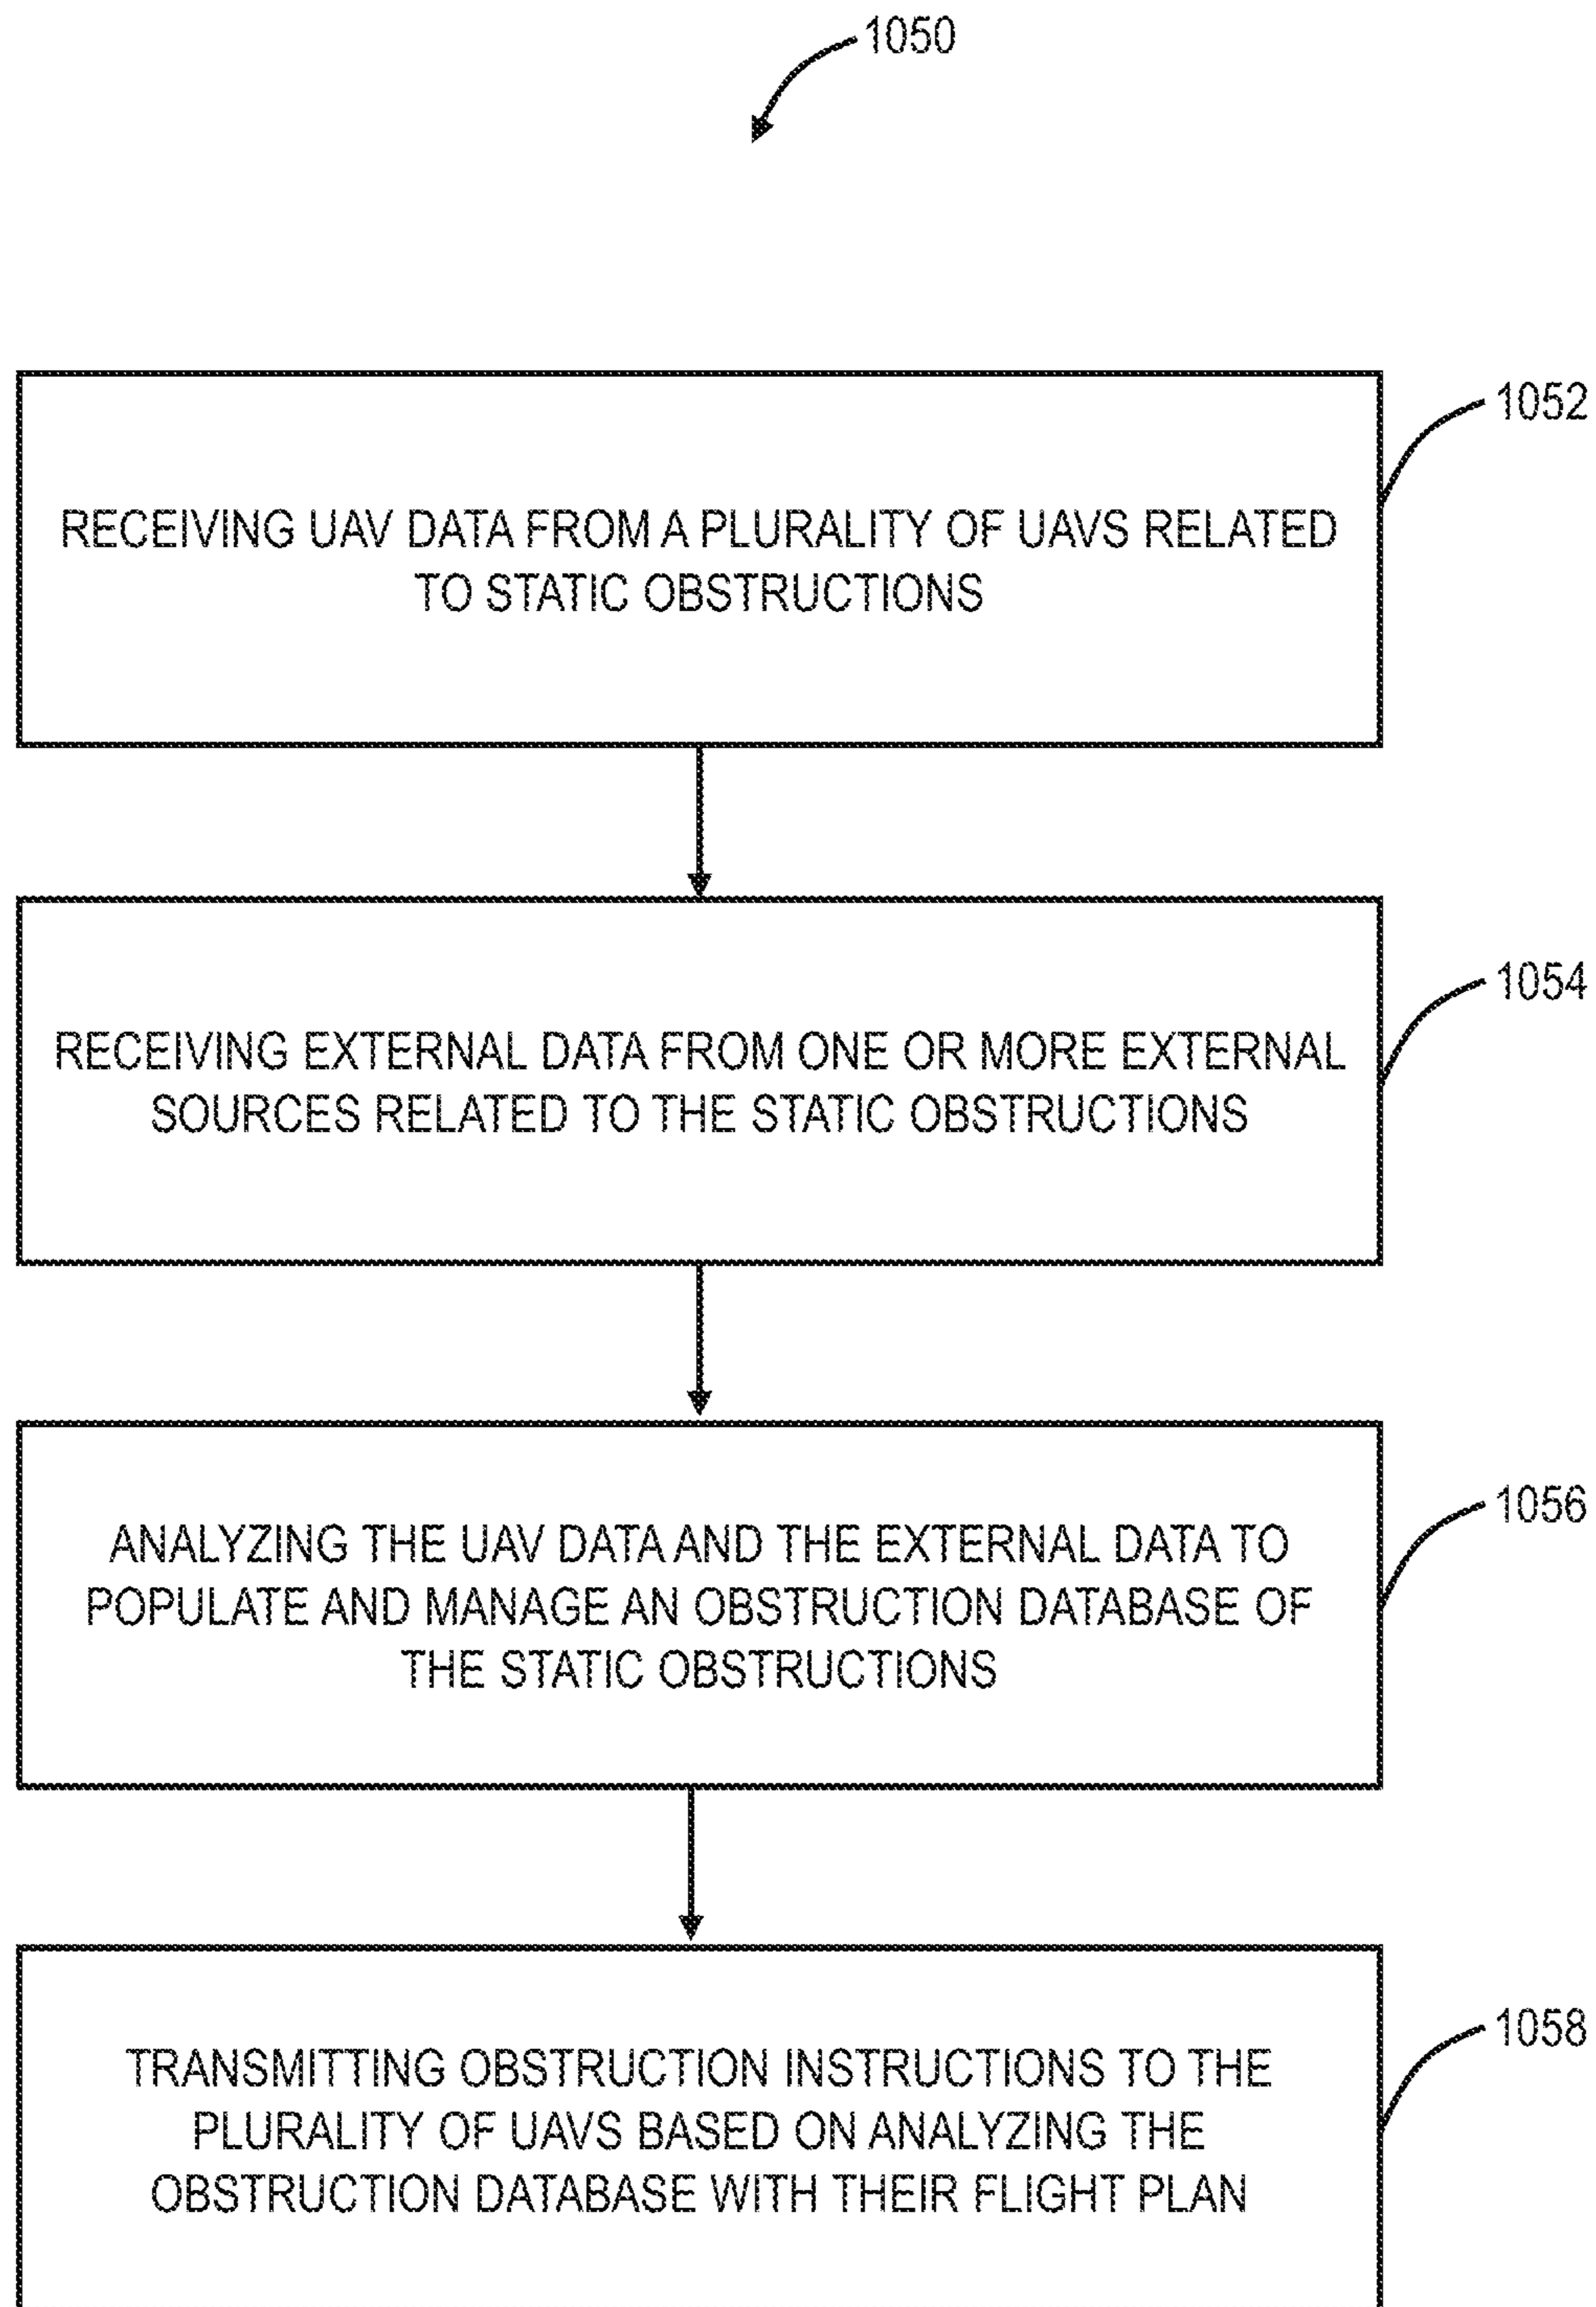 1050
1052
RECEIVING UAV DATA FROM A PLURALITY OF UAVS RELATED
TO STATIC OBSTRUCTIONS
1054
RECEIVING EXTERNAL DATA FROM ONE OR MORE EXTERNAL
SOURCES RELATED TO THE STATIC OBSTRUCTIONS
1056
ANALYZING THE UAV DATA AND THE EXTERNAL DATA TO
POPULATE AND MANAGE AN OBSTRUCTION DATABASE OF
THE STATIC OBSTRUCTIONS
1058
TRANSMITTING OBSTRUCTION INSTRUCTIONS TO THE
PLURALITY OF UAVS BASED ON ANALYZING THE
OBSTRUCTION DATABASE WITH THEIR FLIGHT PLAN